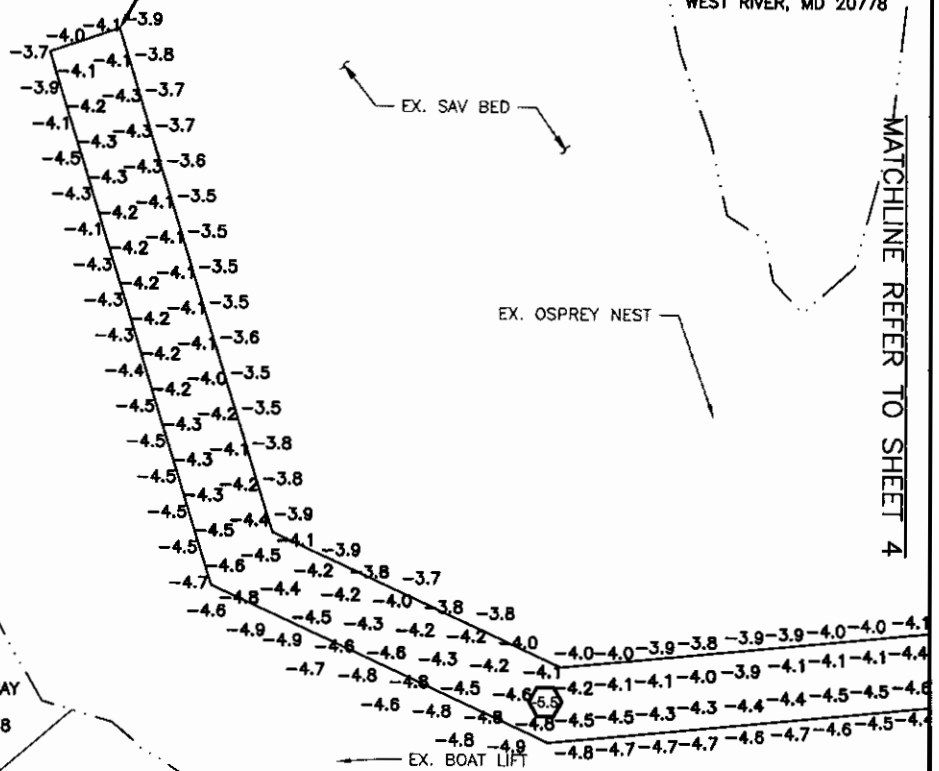 WEST RIVER, MD 20778
-4.0 -4.1 -3.9
-3.7 -4.1 -4.1 -3.8
-3.9 -4.2 -4.3 -3.7
-4.1 -4.3 -4.3 -3.7
-4.5 -4.3 -4.3 -3.6
-4.3 -4.2 -4.1 -3.5
-4.1 -4.2 -4.1 -3.5
-4.3 -4.2 -4.1 -3.5
-4.3 -4.2 -4.1 -3.5
-4.3 -4.2 -4.1 -3.6
-4.4 -4.2 -4.0 -3.5
-4.5 -4.3 -4.2 -3.5
-4.5 -4.3 -4.1 -3.8
-4.5 -4.3 -4.2 -3.8
-4.5 -4.5 -4.4 -3.9
-4.5 -4.6 -4.5 -4.1 -3.9
-4.7 -4.8 -4.4 -4.2 -3.8 -3.7
-4.6 -4.5 -4.2 -4.0 -3.8 -3.8
-4.9 -4.9 -4.6 -4.3 -4.2 -4.2 -4.0
-4.7 -4.8 -4.6 -4.3 -4.2 -4.1
-4.6 -4.8 -4.8 -4.5 -4.6
-4.8 -4.9 -4.8 -4.8
-4.0 -4.0 -3.9 -3.8 -3.9 -3.9 -4.0 -4.0 -4.1
-4.2 -4.1 -4.1 -4.0 -3.9 -4.1 -4.1 -4.1 -4.4
-5.5
-4.5 -4.5 -4.3 -4.3 -4.4 -4.4 -4.5 -4.5 -4.6
-4.8 -4.7 -4.7 -4.7 -4.6 -4.7 -4.6 -4.5 -4.4
EX. SAV BED
EX. OSPREY NEST
MATCHLINE REFER TO SHEET 4
AY
8
EX. BOAT LIFT